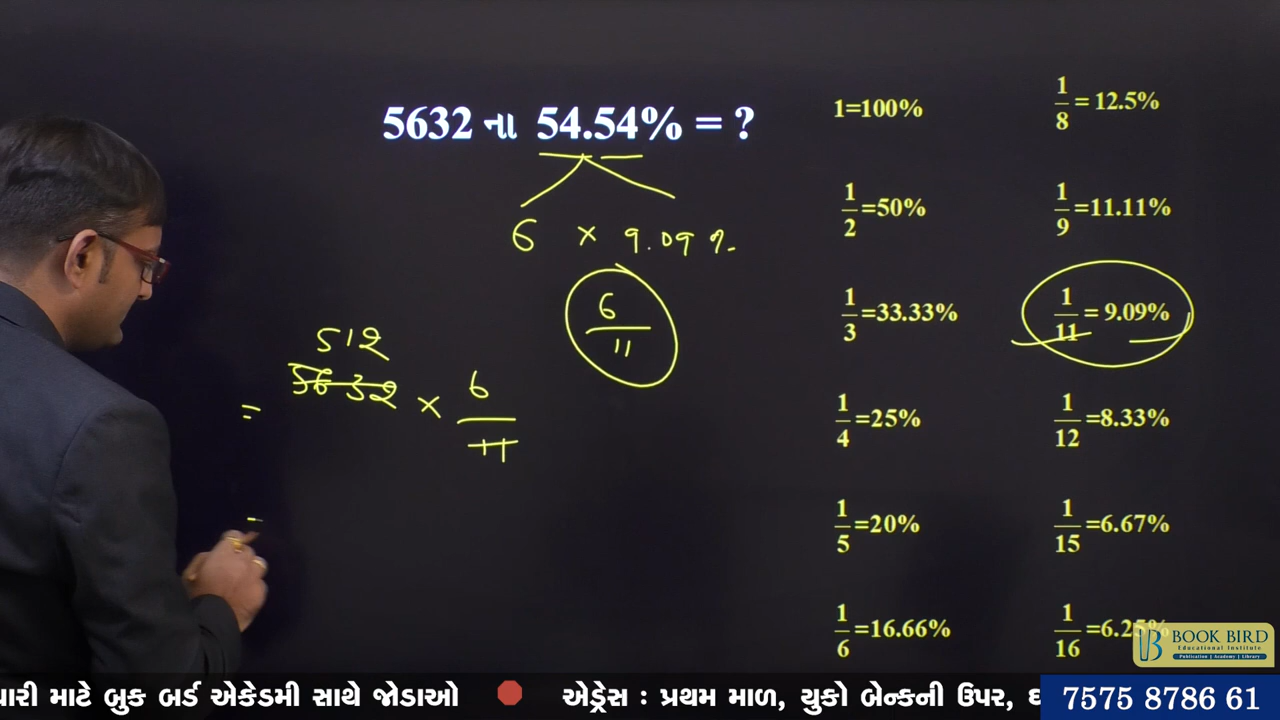 5632 ના 54.54% = ?
6 × 9.09 %
6
11
512
= 5632 × 6
11
=
1=100%
1
2 =50%
1
3 =33.33%
1
4 =25%
1
5 =20%
1
6 =16.66%
1
8 = 12.5%
1
9 =11.11%
1
11 = 9.09%
1
12 =8.33%
1
15 =6.67%
1
16 =6.25%
BOOK BIRD
Educational Institute
Publication | Academy | Library
માટે બુક બર્ડ એકેડમી સાથે જોડાઓ એડ્રેસ : પ્રથમ માળ, યુકો બેન્કની ઉપર,
7575 8786 61